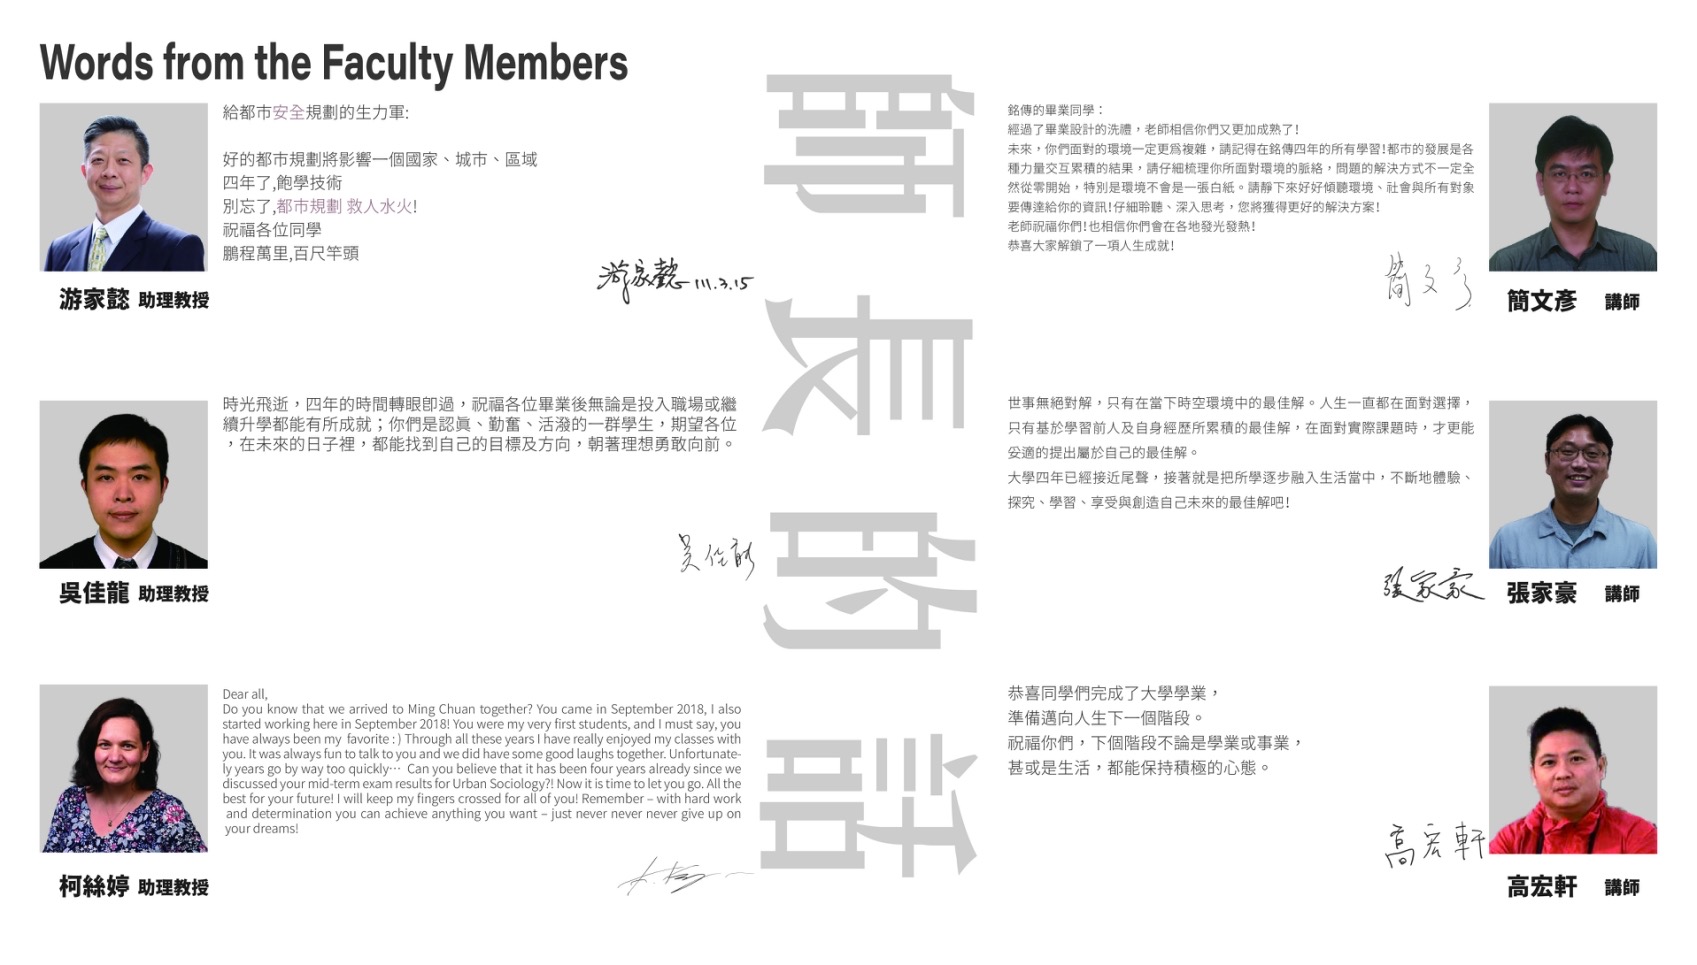 Words from the Faculty Members
給都市安全規劃的生力軍:
好的都市規劃將影響一個國家、城市、區域
四年了,飽學技術
別忘了,都市規劃 救人水火!
祝福各位同學
鵬程萬里,百尺竿頭
游家懿 111.3.15
游家懿 助理教授
時光飛逝，四年的時間轉眼即過，祝福各位畢業後無論是投入職場或繼
續升學都能有所成就；你們是認真、勤奮、活潑的一群學生，期望各位
，在未來的日子裡，都能找到自己的目標及方向，朝著理想勇敢向前。
吳佳龍
吳佳龍 助理教授
Dear all,
Do you know that we arrived to Ming Chuan together? You came in September 2018, I also
started working here in September 2018! You were my very first students, and I must say, you
have always been my favorite : ) Through all these years I have really enjoyed my classes with
you. It was always fun to talk to you and we did have some good laughs together. Unfortunate-
ly years go by way too quickly… Can you believe that it has been four years already since we
discussed your mid-term exam results for Urban Sociology?! Now it is time to let you go. All the
best for your future! I will keep my fingers crossed for all of you! Remember – with hard work
and determination you can achieve anything you want – just never never never give up on
your dreams!
柯絲婷 助理教授
師長的話
銘傳的畢業同學：
經過了畢業設計的洗禮，老師相信你們又更加成熟了!
未來，你們面對的環境一定更為複雜，請記得在銘傳四年的所有學習!都市的發展是各
種力量交互累積的結果，請仔細梳理你所面對環境的脈絡，問題的解決方式不一定全
然從零開始，特別是環境不會是一張白紙。請靜下來好好傾聽環境、社會與所有對象
要傳達給你的資訊!仔細聆聽、深入思考，您將獲得更好的解決方案!
老師祝福你們!也相信你們會在各地發光發熱!
恭喜大家解鎖了一項人生成就!
簡文彥
簡文彥 講師
世事無絕對解，只有在當下時空環境中的最佳解。人生一直都在面對選擇，
只有基於學習前人及自身經歷所累積的最佳解，在面對實際課題時，才更能
妥適的提出屬於自己的最佳解。
大學四年已經接近尾聲，接著就是把所學逐步融入生活當中，不斷地體驗、
探究、學習、享受與創造自己未來的最佳解吧!
張家豪
張家豪 講師
恭喜同學們完成了大學學業，
準備邁向人生下一個階段。
祝福你們，下個階段不論是學業或事業，
甚或是生活，都能保持積極的心態。
高宏軒
高宏軒 講師